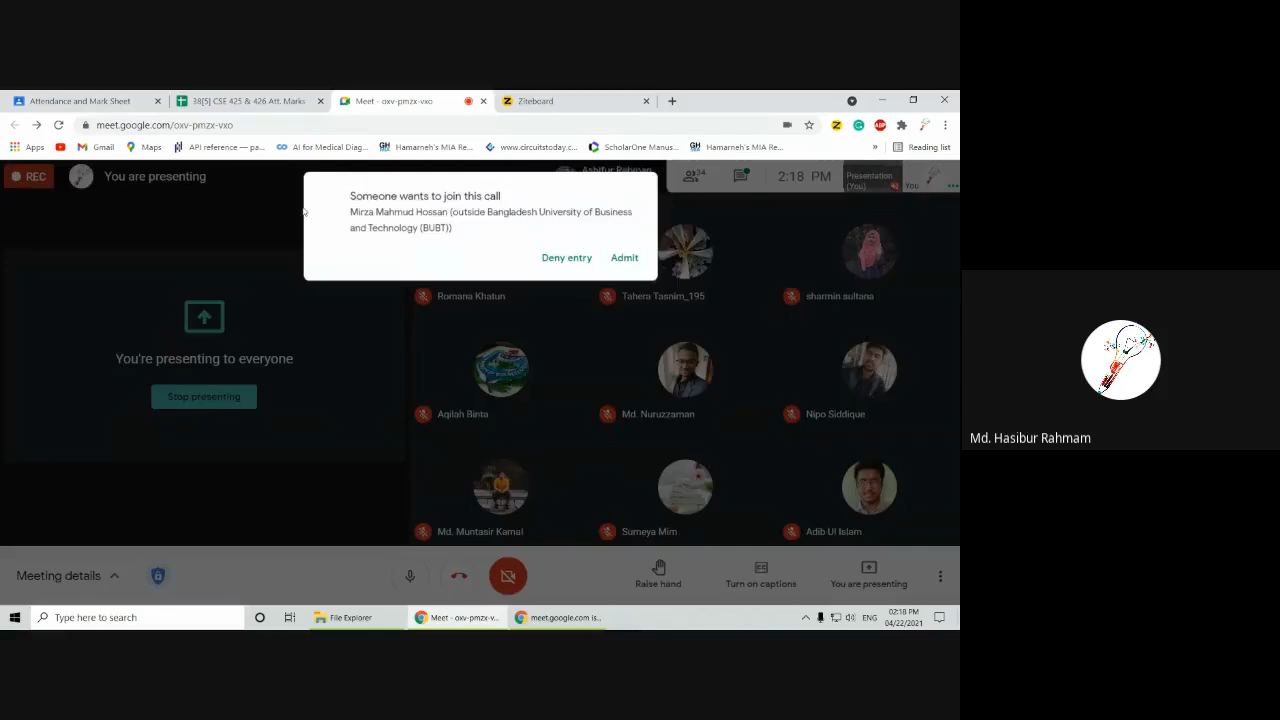 Attendance and Mark Sheet
38[5] CSE 425 & 426 Att. Marks
Meet - oxv-pmzx-vxo
Ziteboard
meet.google.com/oxv-pmzx-vxo
Apps
Gmail
Maps
API reference — pa...
AI for Medical Diag...
Hamarneh's MIA Re...
www.circuitstoday.c...
ScholarOne Manus...
Hamarneh's MIA Re...
Reading list
REC
You are presenting
Ashifur Rahman
34
2:18 PM
Presentation
(You)
You
Someone wants to join this call
Mirza Mahmud Hossan (outside Bangladesh University of Business
and Technology (BUBT))
Deny entry
Admit
Romana Khatun
Tahera Tasnim_195
sharmin sultana
You're presenting to everyone
Stop presenting
Aqilah Binta
Md. Nuruzzaman
Nipo Siddique
Md. Hasibur Rahmam
Md. Muntasir Kamal
Sumeya Mim
Adib Ul Islam
Meeting details
Raise hand
Turn on captions
You are presenting
Type here to search
File Explorer
Meet - oxv-pmzx-v...
meet.google.com is...
ENG
02:18 PM
04/22/2021